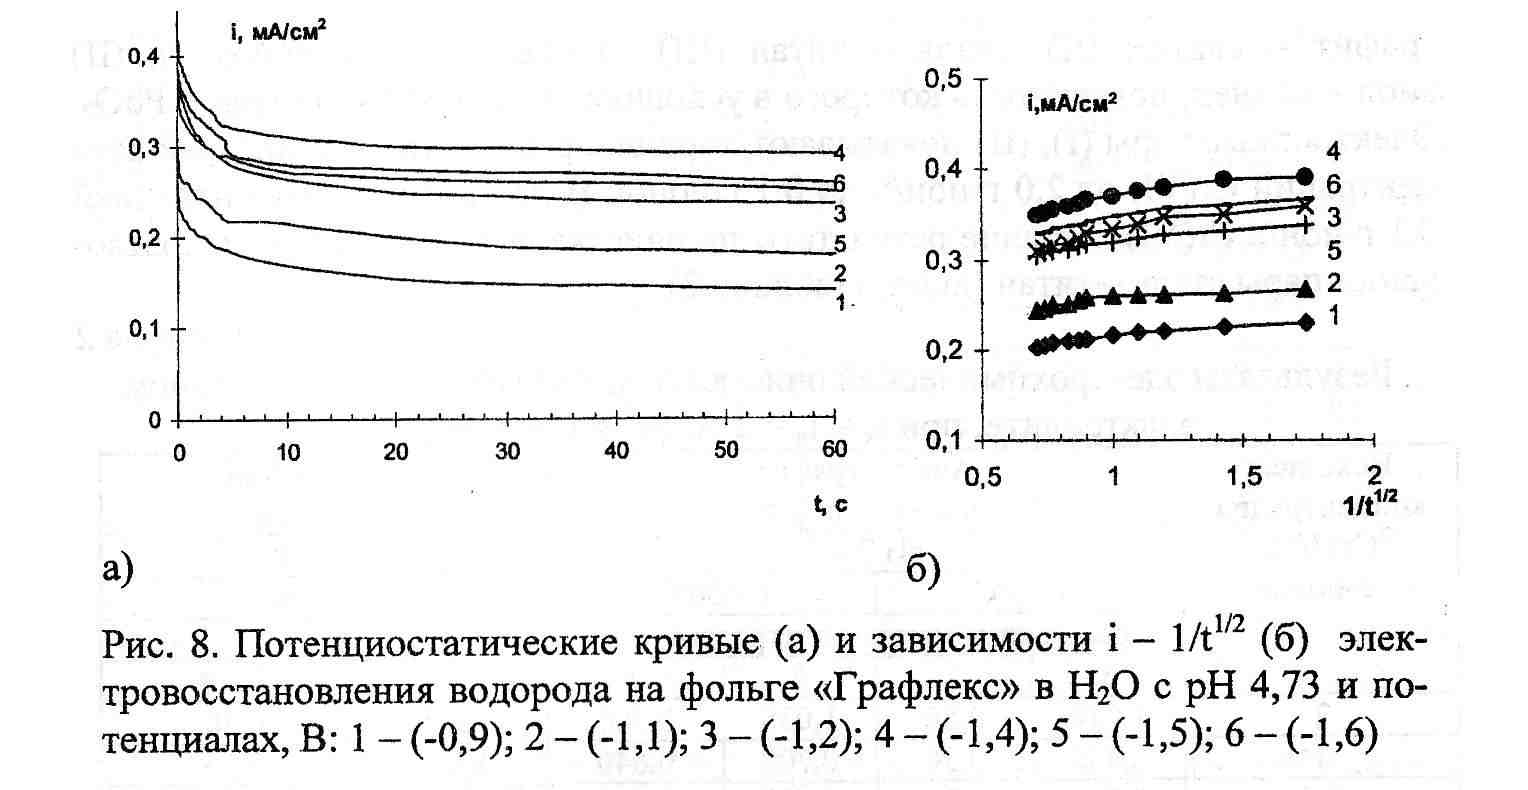 i, мА/см²
0,4
0,3
0,2
0,1
0
4
6
3
5
2
1
0 10 20 30 40 50 60
t, с
а)
0,5
i,мА/см²
0,4
0,3
0,2
0,1
4
6
3
5
2
1
0,5 1 1,5 2
1/t^1/2
б)
Рис. 8. Потенциостатические кривые (а) и зависимости i – 1/t^1/2 (б) элек-
тровосстановления водорода на фольге «Графлекс» в H₂O с pH 4,73 и по-
тенциалах, В: 1 – (-0,9); 2 – (-1,1); 3 – (-1,2); 4 – (-1,4); 5 – (-1,5); 6 – (-1,6)